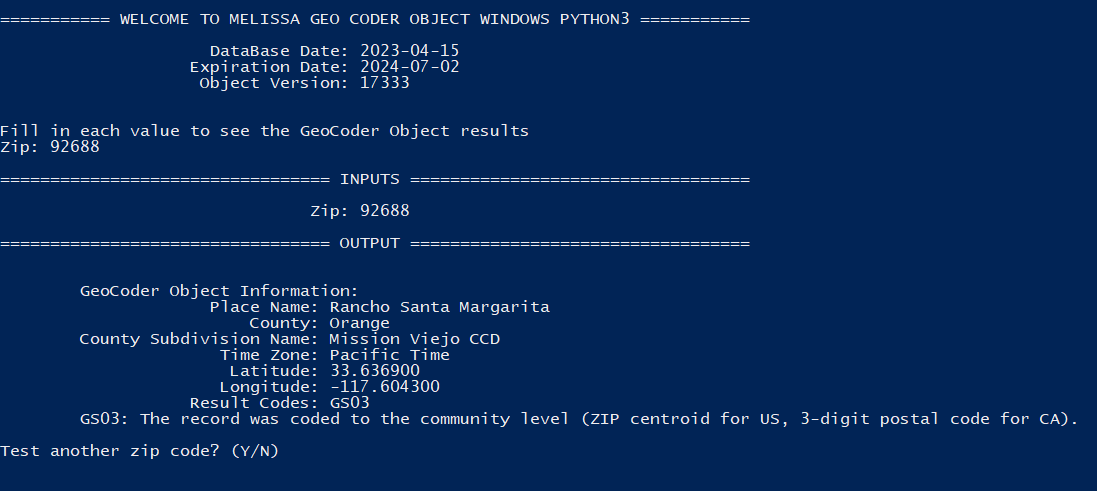 =========== WELCOME TO MELISSA GEO CODER OBJECT WINDOWS PYTHON3 ===========
DataBase Date: 2023-04-15
Expiration Date: 2024-07-02
Object Version: 17333
Fill in each value to see the GeoCoder Object results
Zip: 92688
================================= INPUTS ==================================
Zip: 92688
================================= OUTPUT ==================================
GeoCoder Object Information:
Place Name: Rancho Santa Margarita
County: Orange
County Subdivision Name: Mission Viejo CCD
Time Zone: Pacific Time
Latitude: 33.636900
Longitude: -117.604300
Result Codes: GS03
GS03: The record was coded to the community level (ZIP centroid for US, 3-digit postal code for CA).
Test another zip code? (Y/N)